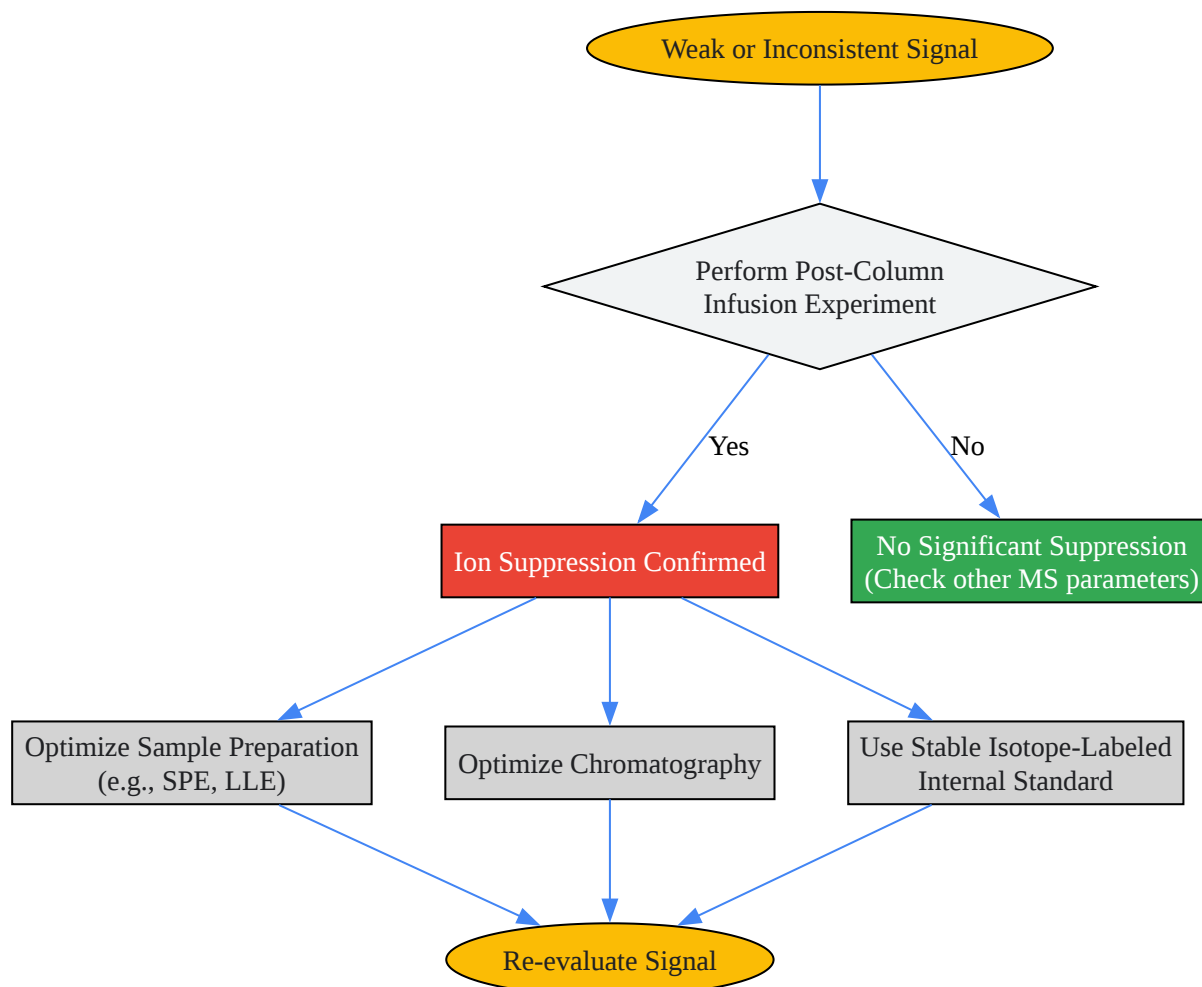 Weak or Inconsistent Signal
Perform Post-Column
Infusion Experiment
Yes
No
Ion Suppression Confirmed
No Significant Suppression
(Check other MS parameters)
Optimize Sample Preparation
(e.g., SPE, LLE)
Optimize Chromatography
Use Stable Isotope-Labeled
Internal Standard
Re-evaluate Signal